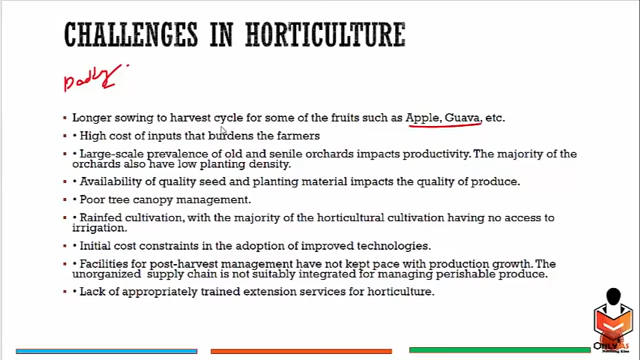 CHALLENGES IN HORTICULTURE
▪ Longer sowing to harvest cycle for some of the fruits such as Apple, Guava, etc.
▪ • High cost of inputs that burdens the farmers
▪ • Large-scale prevalence of old and senile orchards impacts productivity. The majority of the
orchards also have low planting density.
▪ • Availability of quality seed and planting material impacts the quality of produce.
▪ • Poor tree canopy management.
▪ • Rainfed cultivation, with the majority of the horticultural cultivation having no access to
irrigation.
▪ • Initial cost constraints in the adoption of improved technologies.
▪ • Facilities for post-harvest management have not kept pace with production growth. The
unorganized supply chain is not suitably integrated for managing perishable produce.
▪ • Lack of appropriately trained extension services for horticulture.
ONLY IAS